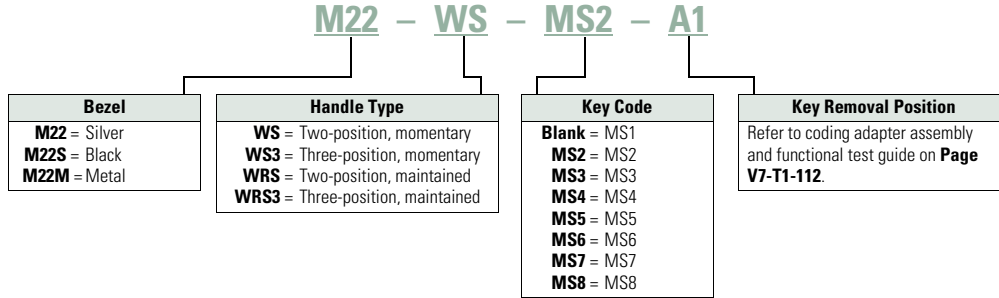 M22 – WS – MS2 – A1
Bezel
M22 = Silver
M22S = Black
M22M = Metal
Handle Type
WS = Two-position, momentary
WS3 = Three-position, momentary
WRS = Two-position, maintained
WRS3 = Three-position, maintained
Key Code
Blank = MS1
MS2 = MS2
MS3 = MS3
MS4 = MS4
MS5 = MS5
MS6 = MS6
MS7 = MS7
MS8 = MS8
Key Removal Position
Refer to coding adapter assembly
and functional test guide on Page
V7-T1-112.